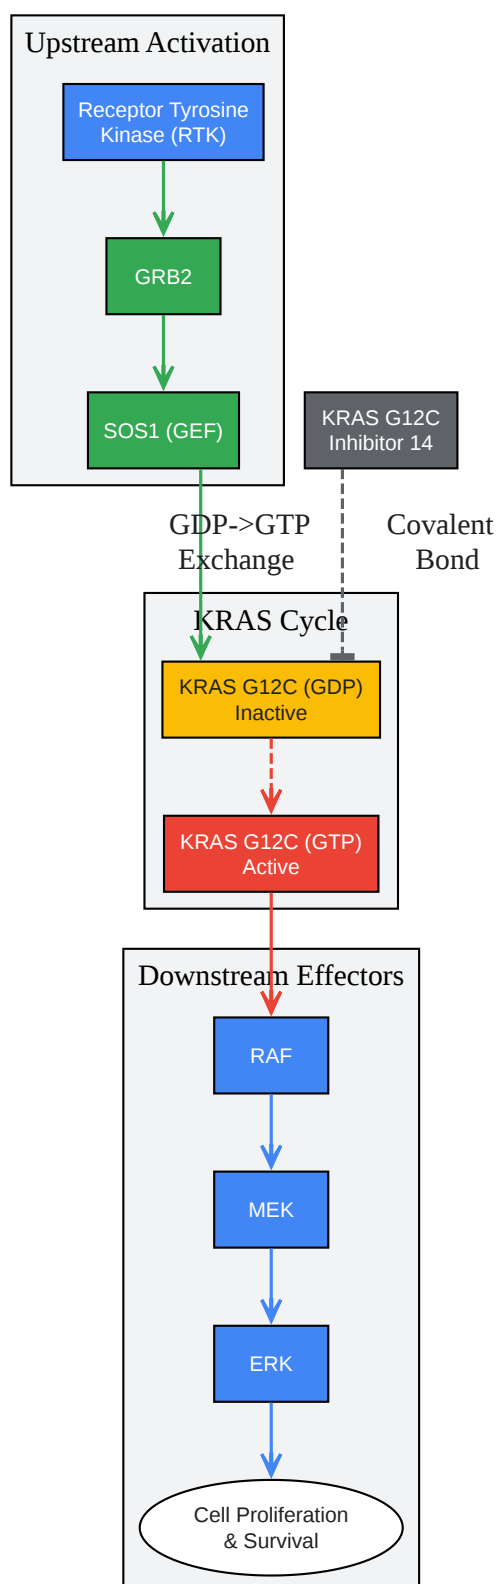 Upstream Activation
Receptor Tyrosine
Kinase (RTK)
GRB2
SOS1 (GEF)
KRAS G12C
Inhibitor 14
GDP->GTP
Exchange
Covalent
Bond
KRAS Cycle
KRAS G12C (GDP)
Inactive
KRAS G12C (GTP)
Active
Downstream Effectors
RAF
MEK
ERK
Cell Proliferation
& Survival